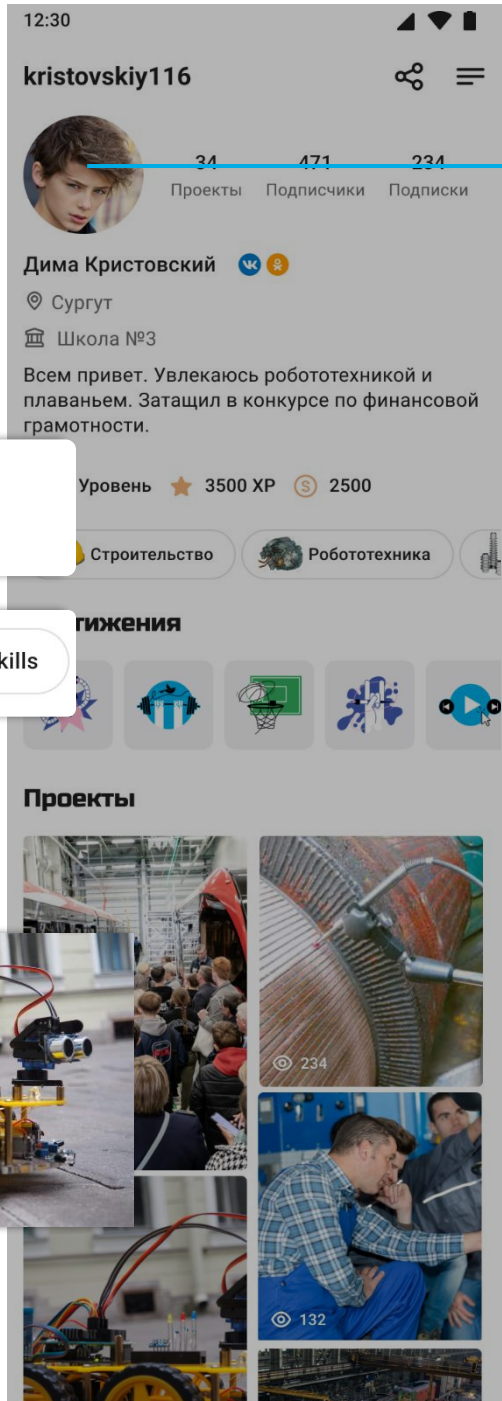 12:30
kristovskiy116
34 471 234
Проекты Подписчики Подписки
Дима Кристовский
Сургут
Школа №3
Всем привет. Увлекаюсь робототехникой и
плаваньем. Затащил в конкурсе по финансовой
грамотности.
Уровень 3500 XP S 2500
Строительство Робототехника
тижения
kills
Проекты
234
132